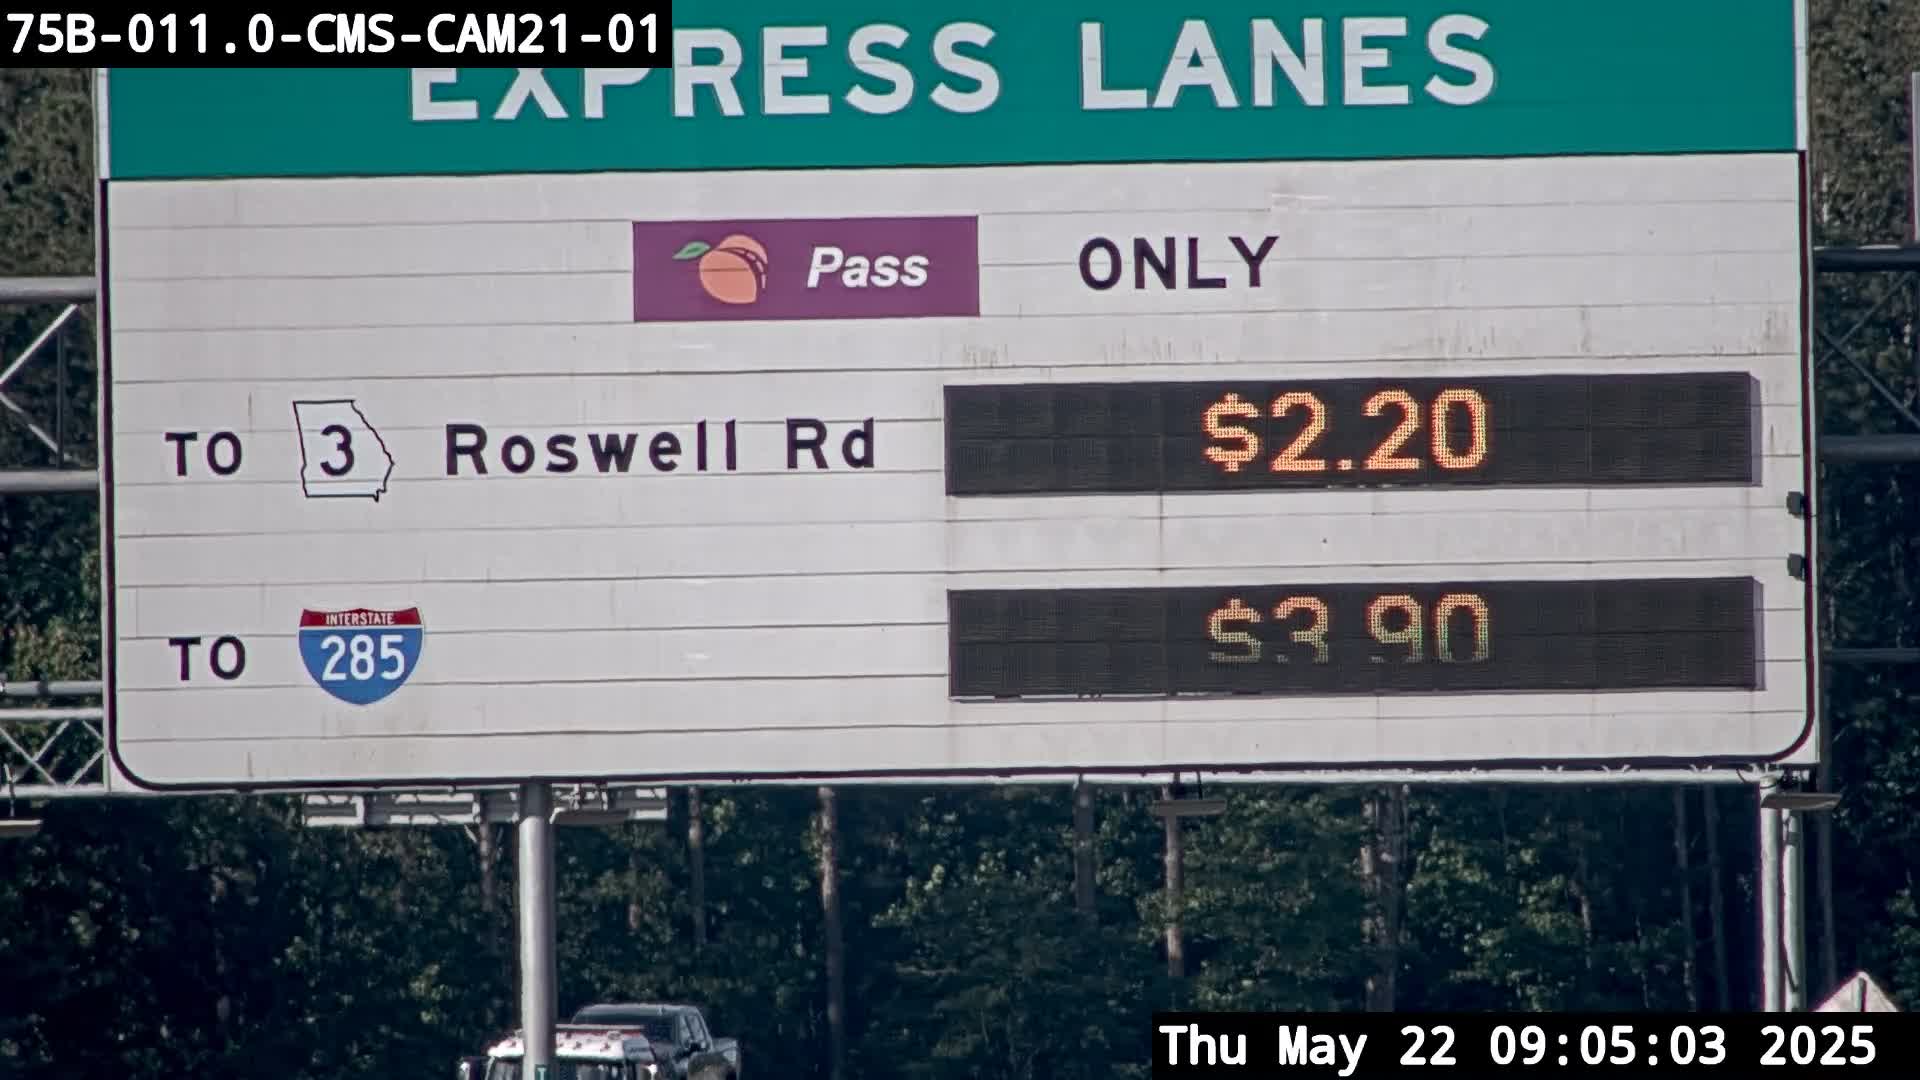 75B-011.0-CMS-CAM21-01
EXPRESS LANES
Pass ONLY
TO 3 Roswell Rd $2.20
INTERSTATE
TO 285 $3.90
Thu May 22 09:05:03 2025